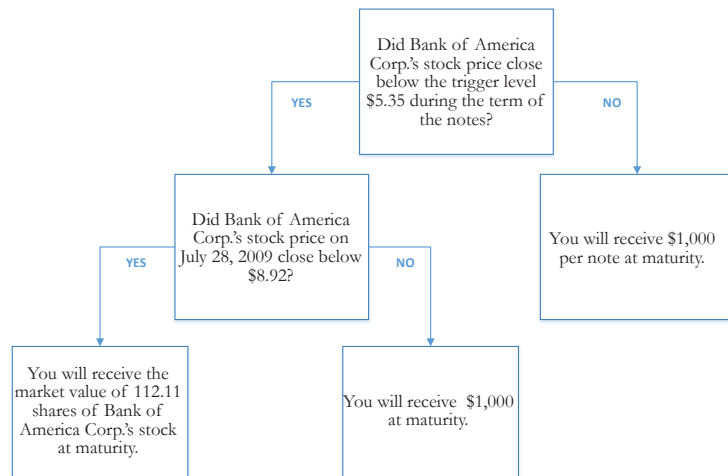 Did Bank of America
Corp.'s stock price close
below the trigger level
$5.35 during the term of
the notes?
YES
NO
Did Bank of America
Corp.'s stock price on
July 28, 2009 close below
$8.92?
You will receive $1,000
per note at maturity.
YES
NO
You will receive the
market value of 112.11
shares of Bank of
America Corp.'s stock
at maturity.
You will receive $1,000
at maturity.